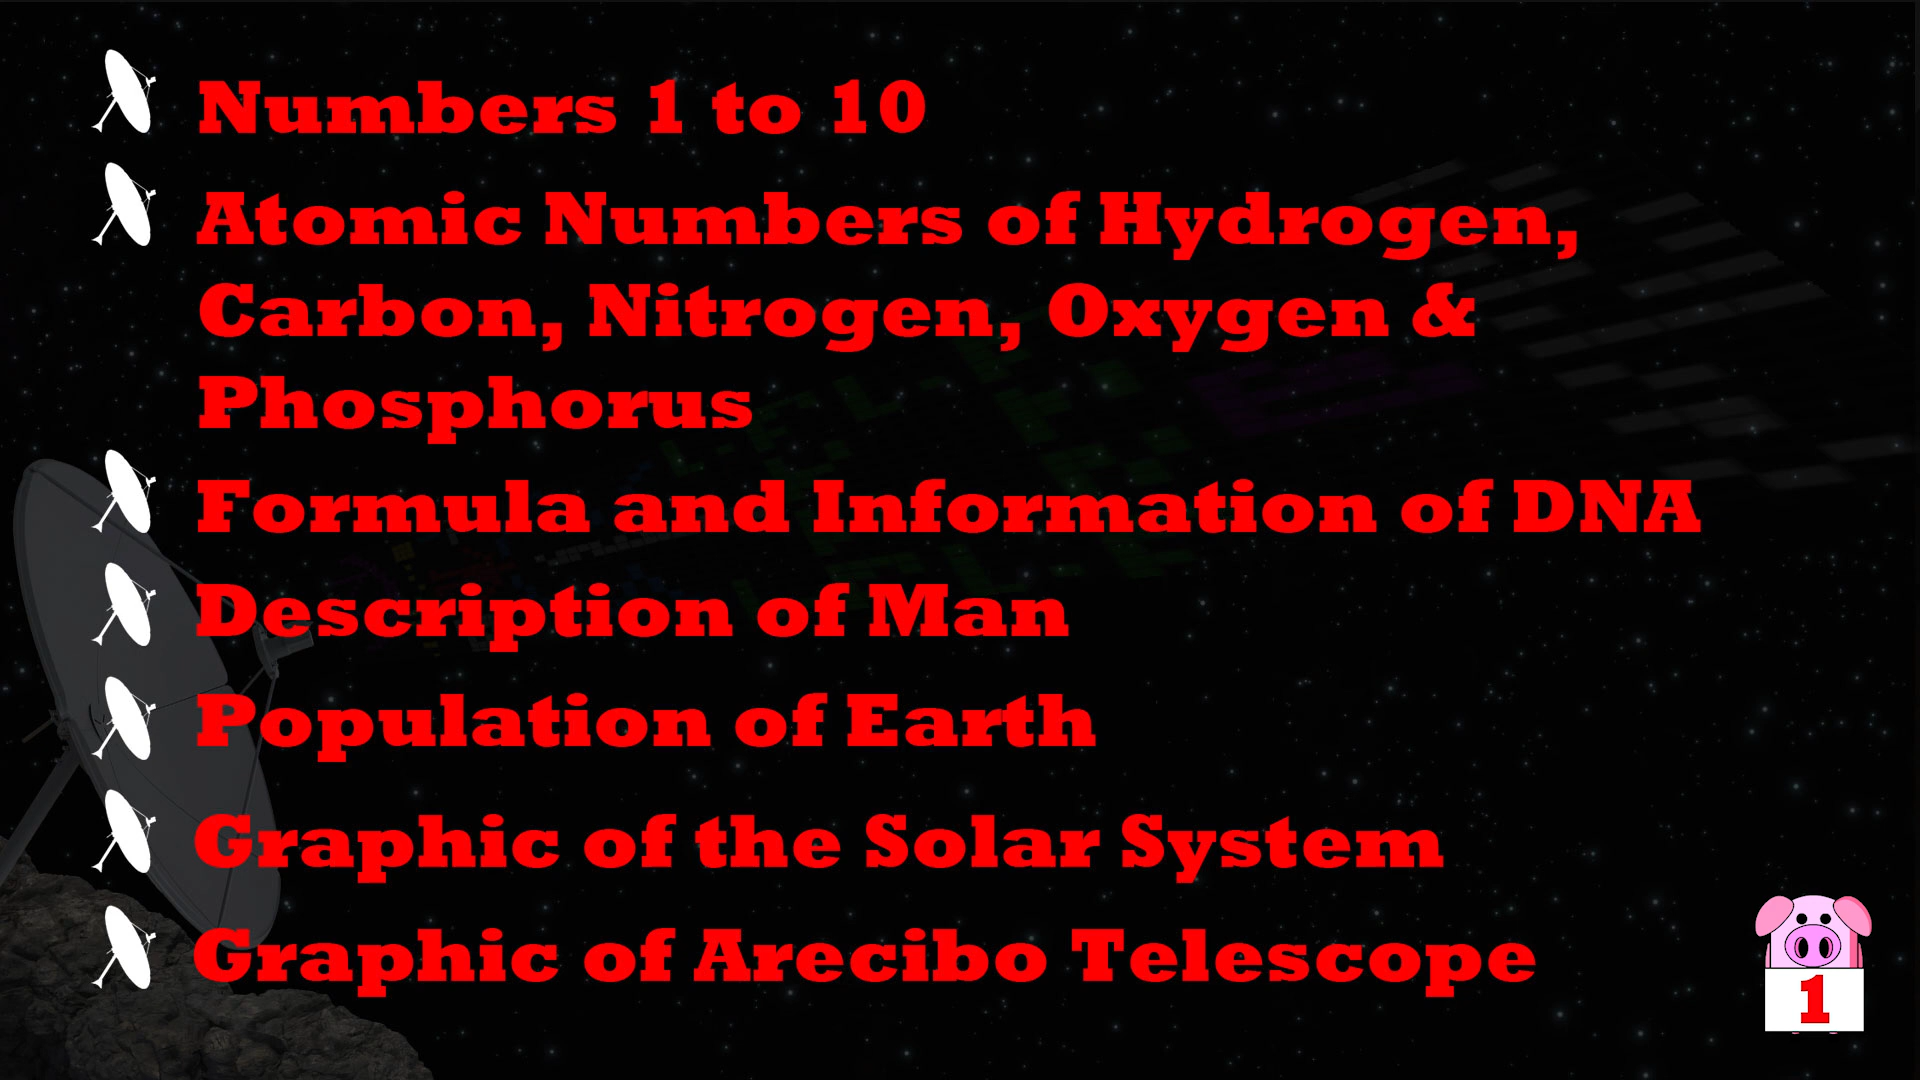 Numbers 1 to 10
Atomic Numbers of Hydrogen,
Carbon, Nitrogen, Oxygen &
Phosphorus
Formula and Information of DNA
Description of Man
Population of Earth
Graphic of the Solar System
Graphic of Arecibo Telescope
1